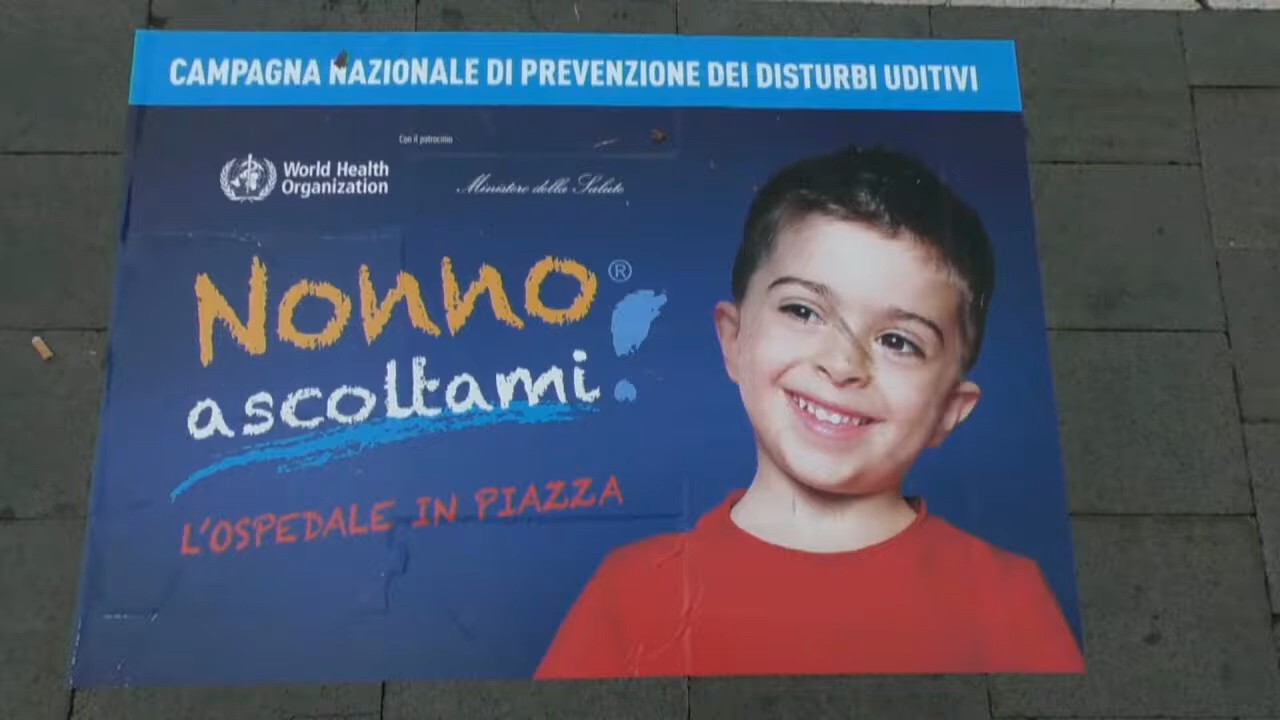 CAMPAGNA NAZIONALE DI PREVENZIONE DEI DISTURBI UDITIVI
Con il patrocinio
World Health
Organization
Ministero della Salute
Nonno®
ascoltami!
L'OSPEDALE IN PIAZZA